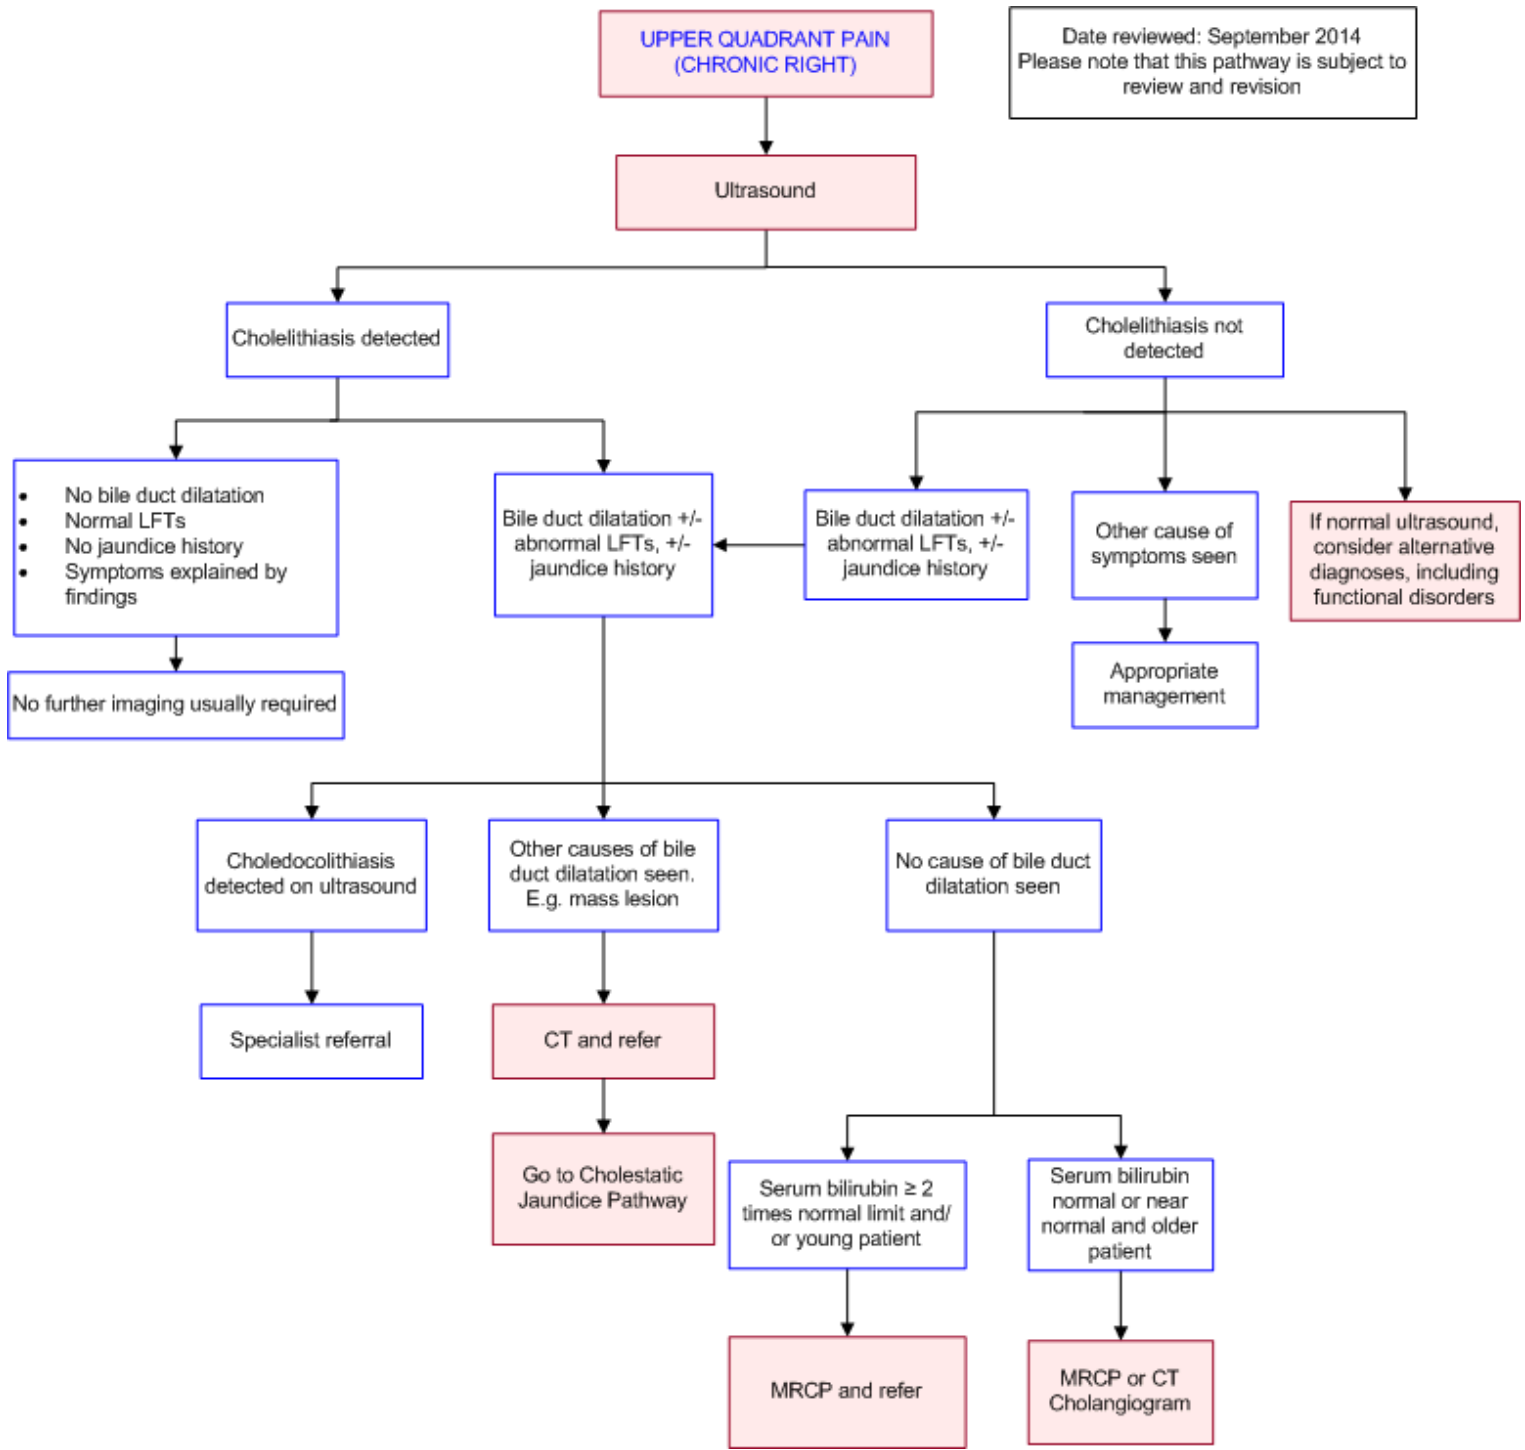 UPPER QUADRANT PAIN
(CHRONIC RIGHT)
Date reviewed: September 2014
Please note that this pathway is subject to
review and revision
Ultrasound
Cholelithiasis detected
Cholelithiasis not
detected
• No bile duct dilatation
• Normal LFTs
• No jaundice history
• Symptoms explained by
findings
Bile duct dilatation +/-
abnormal LFTs, +/-
jaundice history
Bile duct dilatation +/-
abnormal LFTs, +/-
jaundice history
Other cause of
symptoms seen
If normal ultrasound,
consider alternative
diagnoses, including
functional disorders
No further imaging usually required
Appropriate
management
Choledocolithiasis
detected on ultrasound
Other causes of bile
duct dilatation seen.
E.g. mass lesion
No cause of bile duct
dilatation seen
Specialist referral
CT and refer
Go to Cholestatic
Jaundice Pathway
Serum bilirubin ≥ 2
times normal limit and/
or young patient
Serum bilirubin
normal or near
normal and older
patient
MRCP and refer
MRCP or CT
Cholangiogram